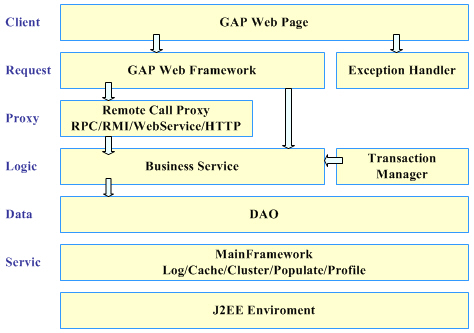 Client
GAP Web Page
Request
GAP Web Framework
Exception Handler
Proxy
Remote Call Proxy
RPC/RMI/WebService/HTTP
Logic
Business Service
Transaction
Manager
Data
DAO
Servic
MainFramework
Log/Cache/Cluster/Populate/Profile
J2EE Enviroment